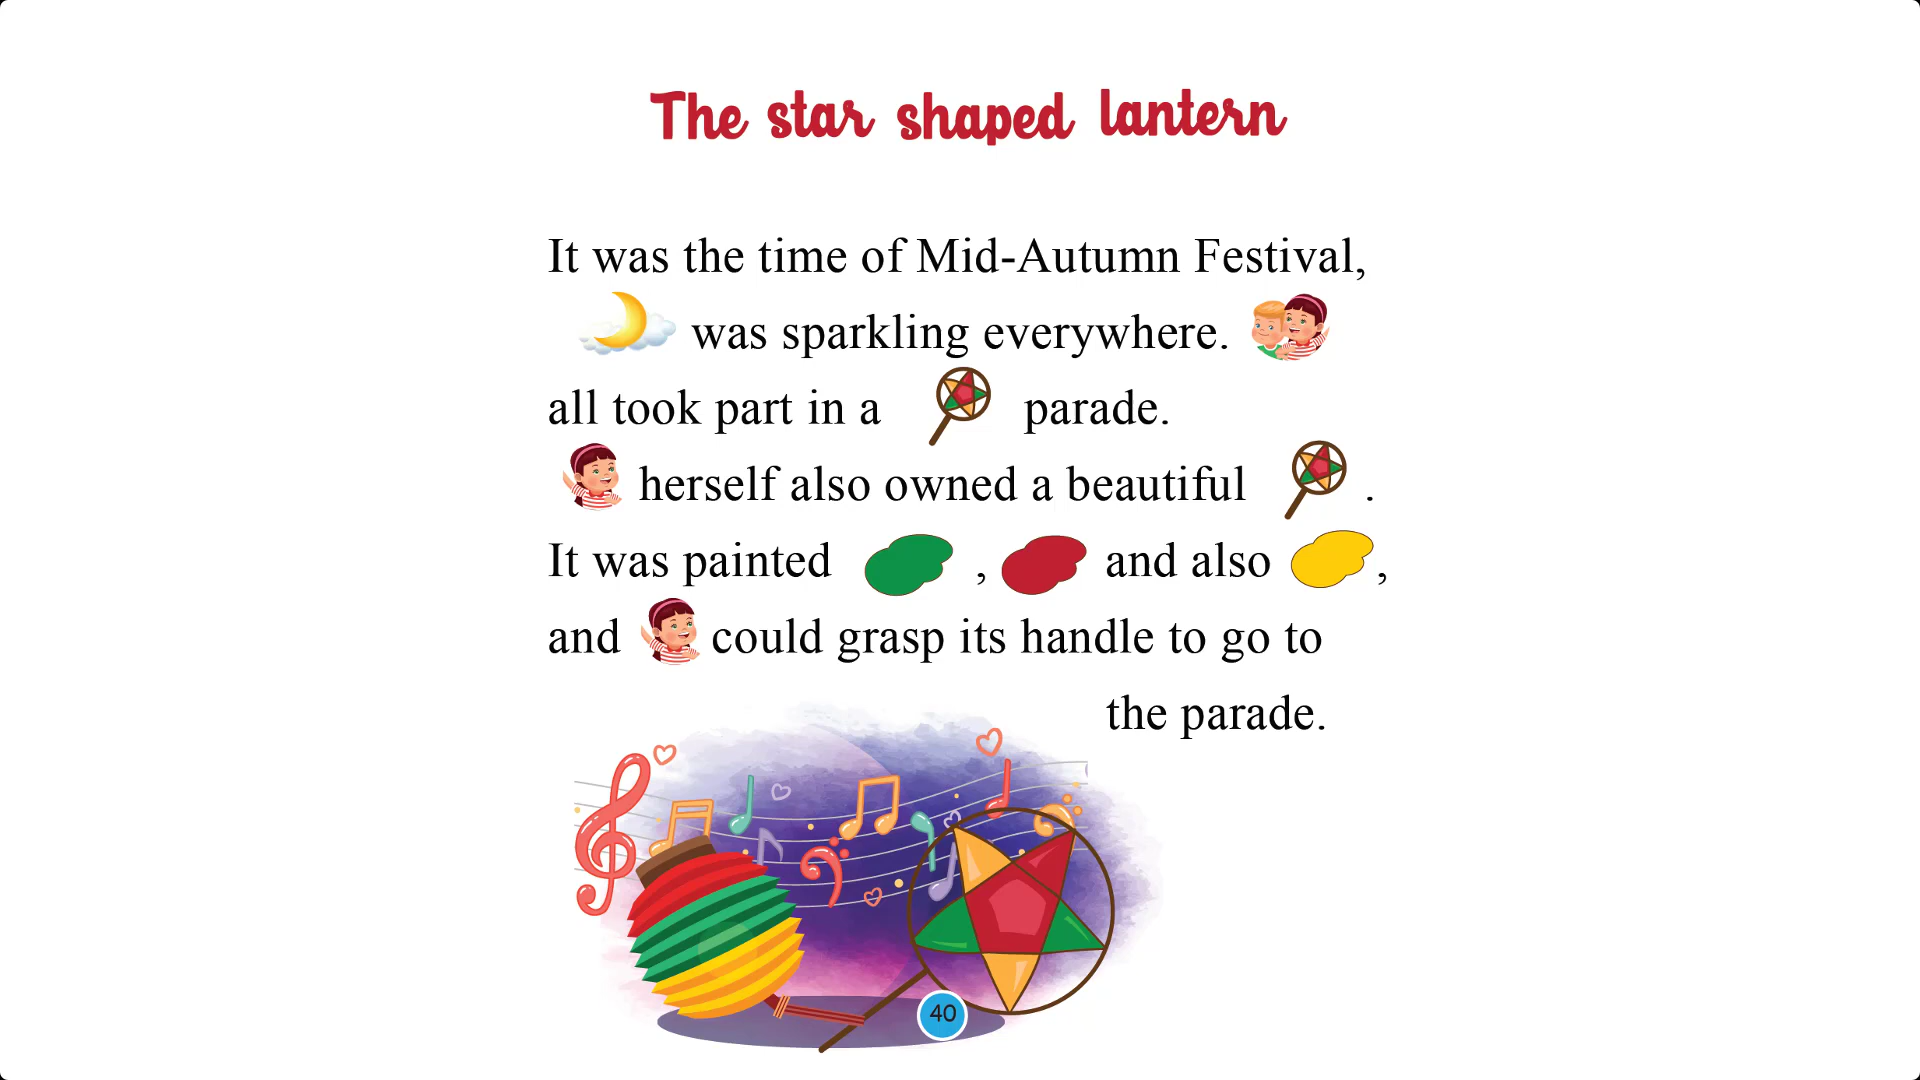 The star shaped lantern
It was the time of Mid-Autumn Festival,
was sparkling everywhere.
all took part in a parade.
herself also owned a beautiful .
It was painted , and also ,
and could grasp its handle to go to
the parade.
40